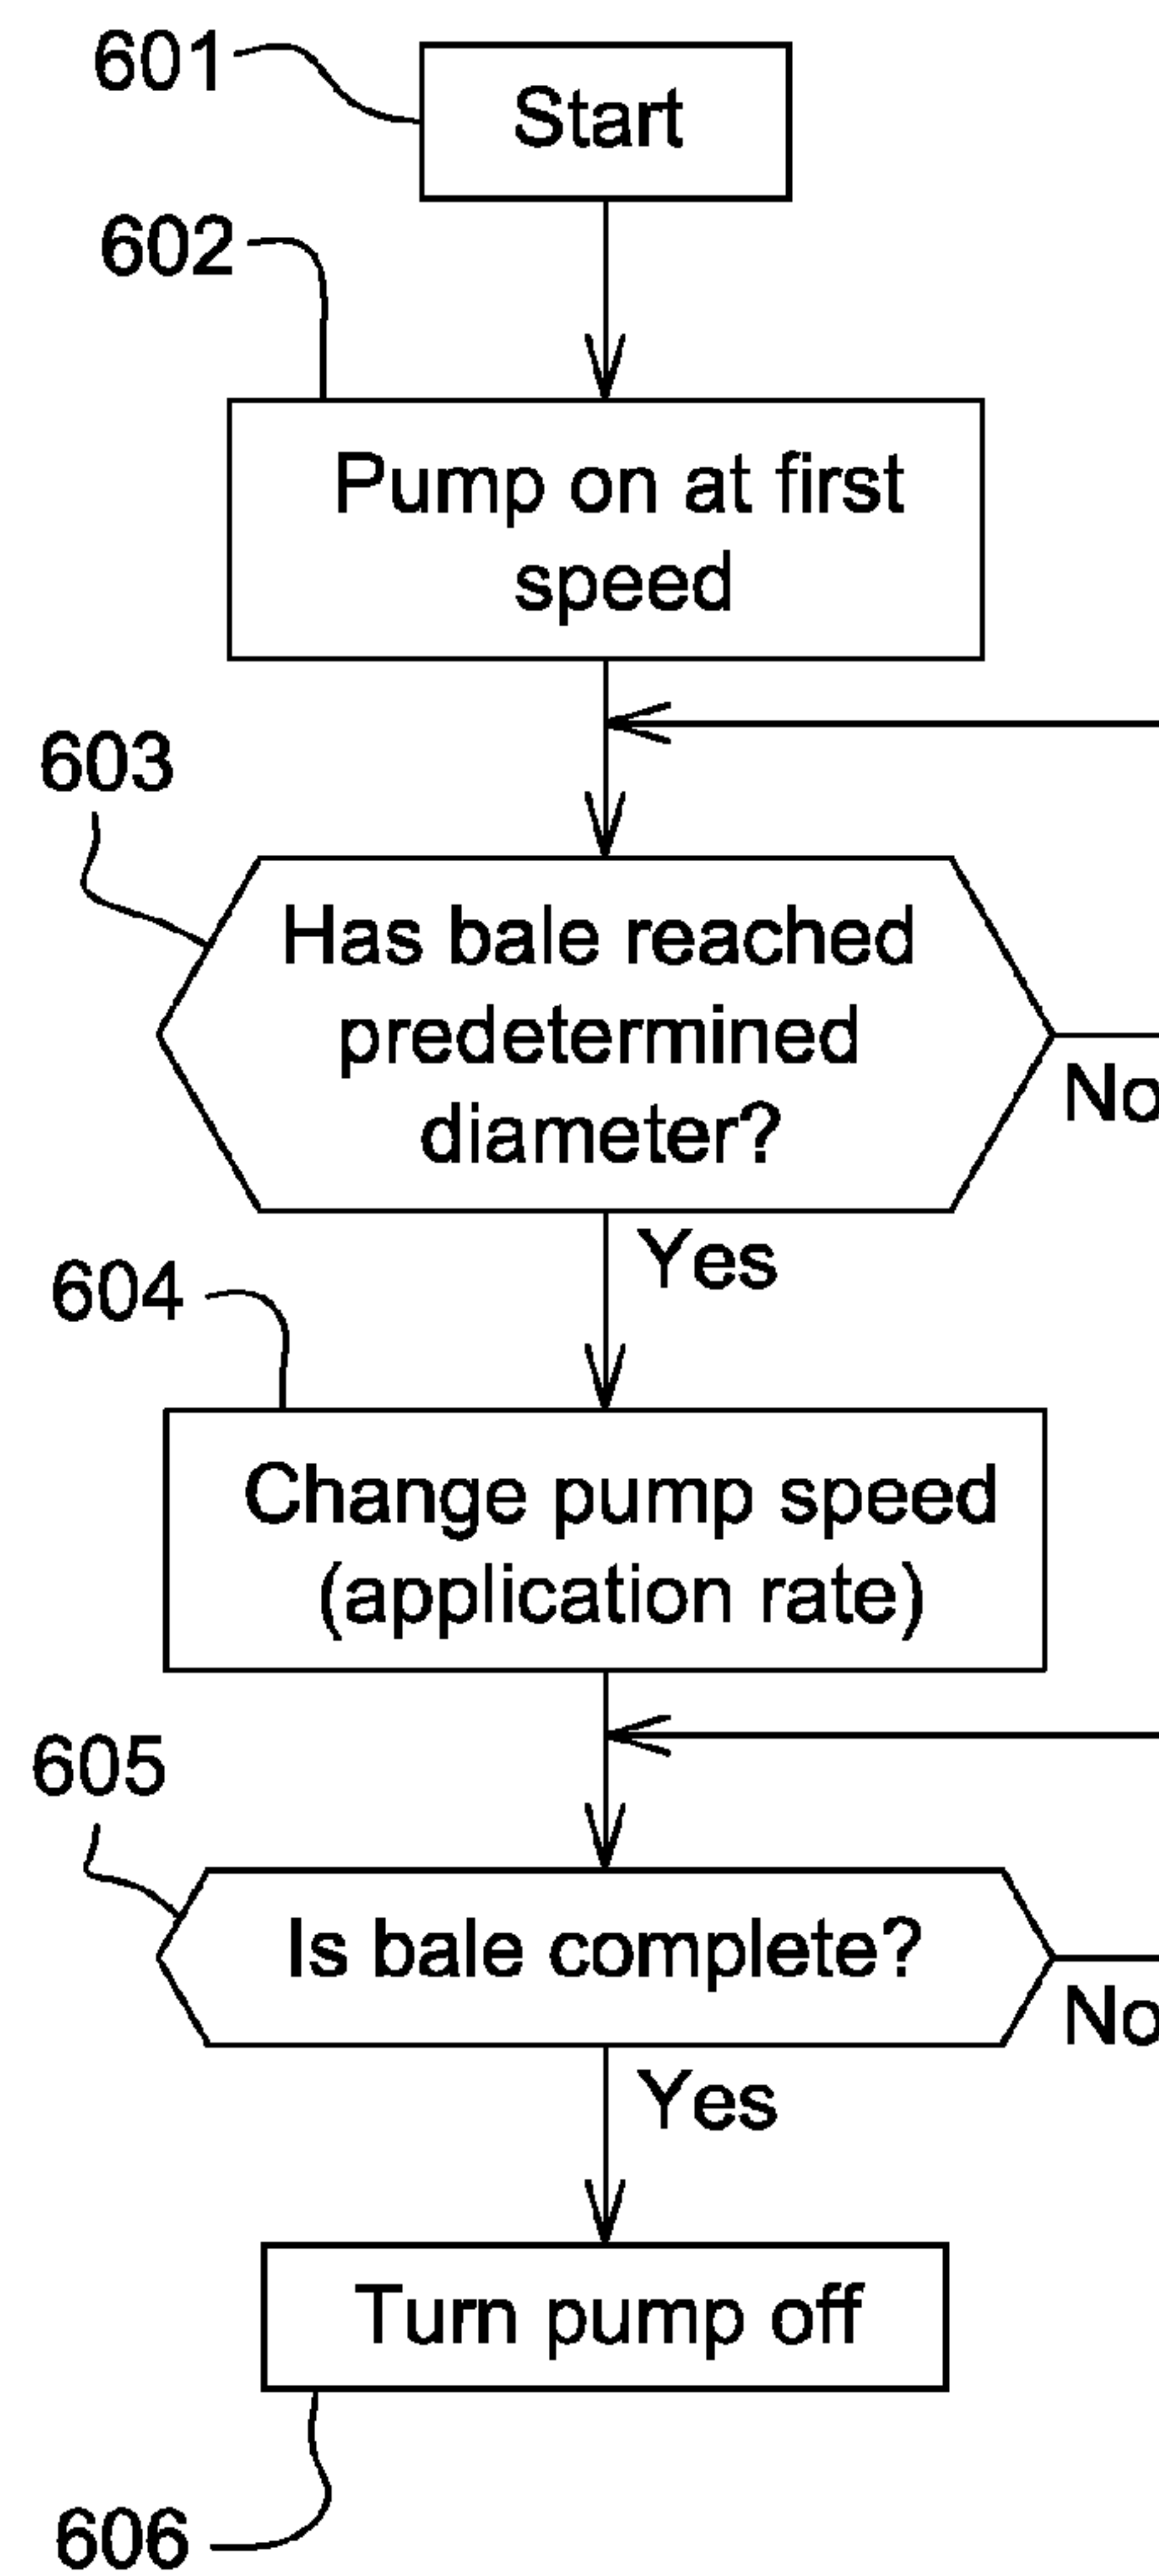 601
Start
602
Pump on at first
speed
603
Has bale reached
predetermined
diameter?
No
Yes
604
Change pump speed
(application rate)
605
Is bale complete?
No
Yes
Turn pump off
606